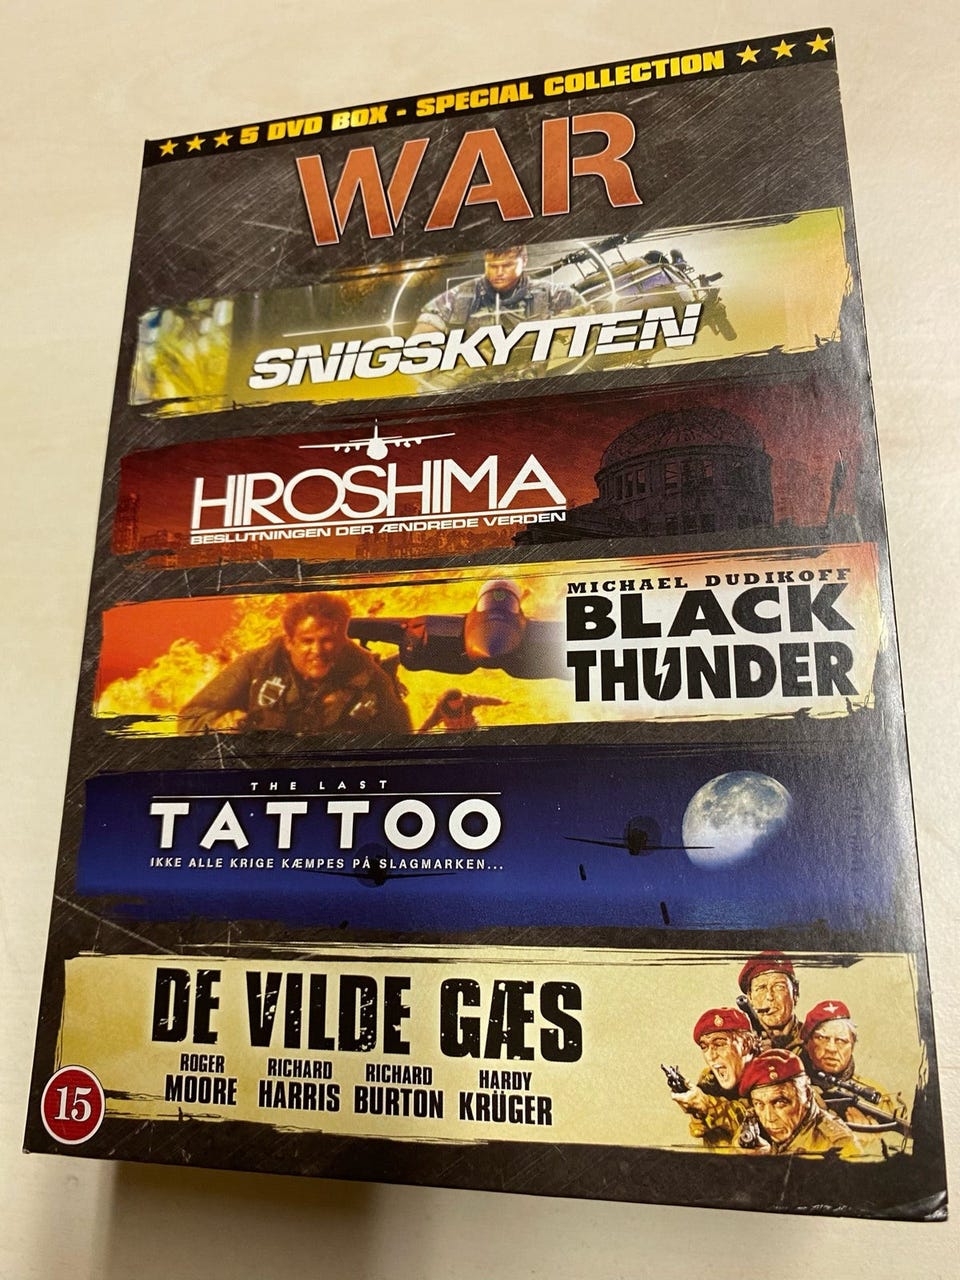 ★ ★ ★ 5 DVD BOX - SPECIAL COLLECTION ★ ★ ★
WAR
SNIGSKYTTEN
HIROSHIMA
BESLUTNINGEN DER ÆNDREDE VERDEN
MICHAEL DUDIKOFF
BLACK
THUNDER
THE LAST
TATTOO
IKKE ALLE KRIGE KÆMPES PÅ SLAGMARKEN...
DE VILDE GÆS
ROGER MOORE
RICHARD HARRIS
RICHARD BURTON
HARDY KRÜGER
15